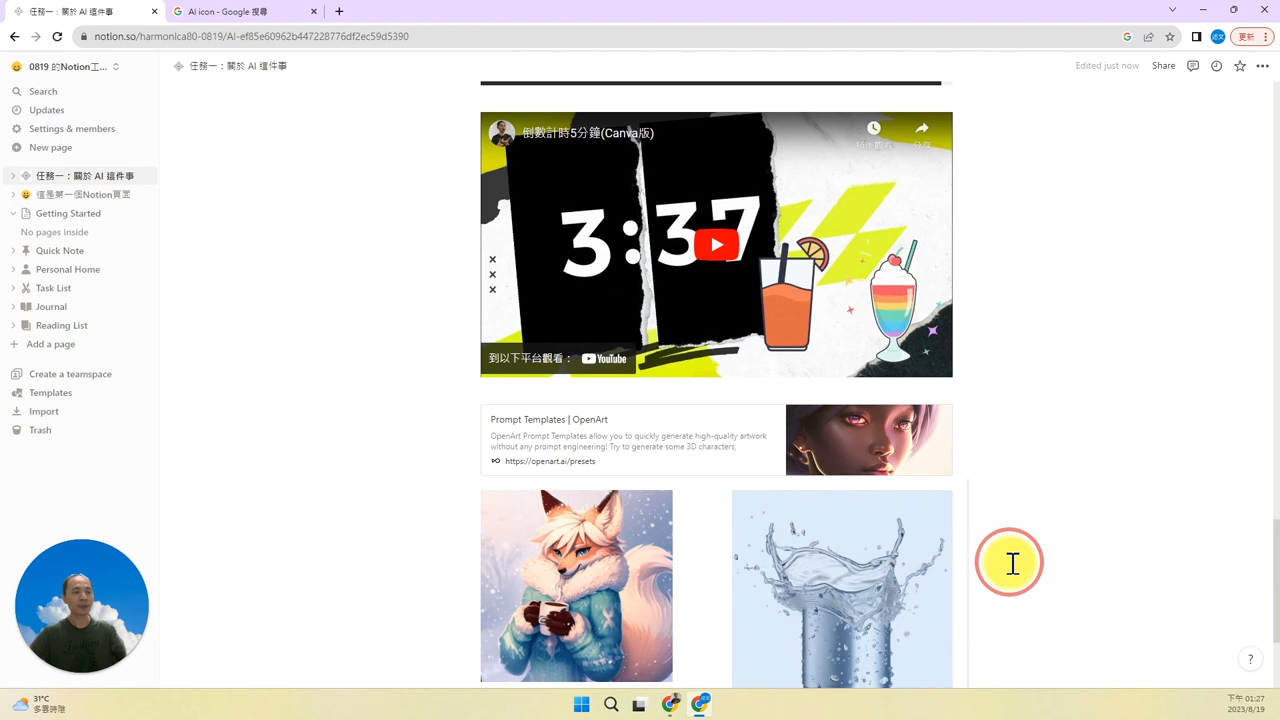 任務一：關於 AI 這件事
AI icon - Google 搜尋
notion.so/harmonica80-0819/AI-ef85e60962b447228776df2ec59d5390
更新
0819 的Notion工...
任務一：關於 AI 這件事
Edited just now
Share
Search
Updates
Settings & members
New page
任務一：關於 AI 這件事
這是第一個Notion頁面
Getting Started
No pages inside
Quick Note
Personal Home
Task List
Journal
Reading List
Add a page
Create a teamspace
Templates
Import
Trash
倒數計時5分鐘(Canva版)
稍後觀看
分享
3:37
到以下平台觀看：
YouTube
Prompt Templates | OpenArt
OpenArt Prompt Templates allow you to quickly generate high-quality artwork
without any prompt engineering! Try to generate some 3D characters,
https://openart.ai/presets
?
31°C
多雲時陰
下午 01:27
2023/8/19